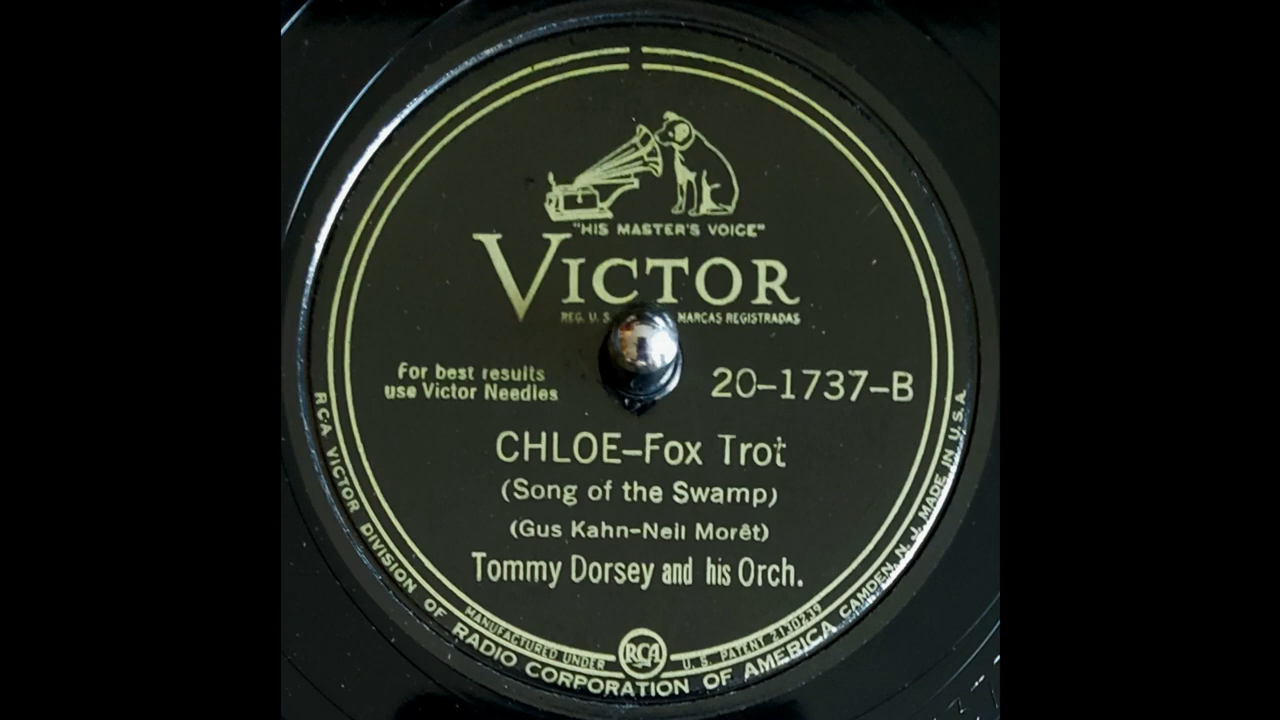 "HIS MASTER'S VOICE"
VICTOR
REG. U. S. MARCAS REGISTRADAS
For best results
use Victor Needles
20-1737-B
CHLOE-Fox Trot
(Song of the Swamp)
(Gus Kahn-Neil Morêt)
Tommy Dorsey and his Orch.
MANUFACTURED UNDER
RCA
U. S. PATENT 2130239
RCA VICTOR DIVISION OF RADIO CORPORATION OF AMERICA CAMDEN, N. J. MADE IN U.S.A.